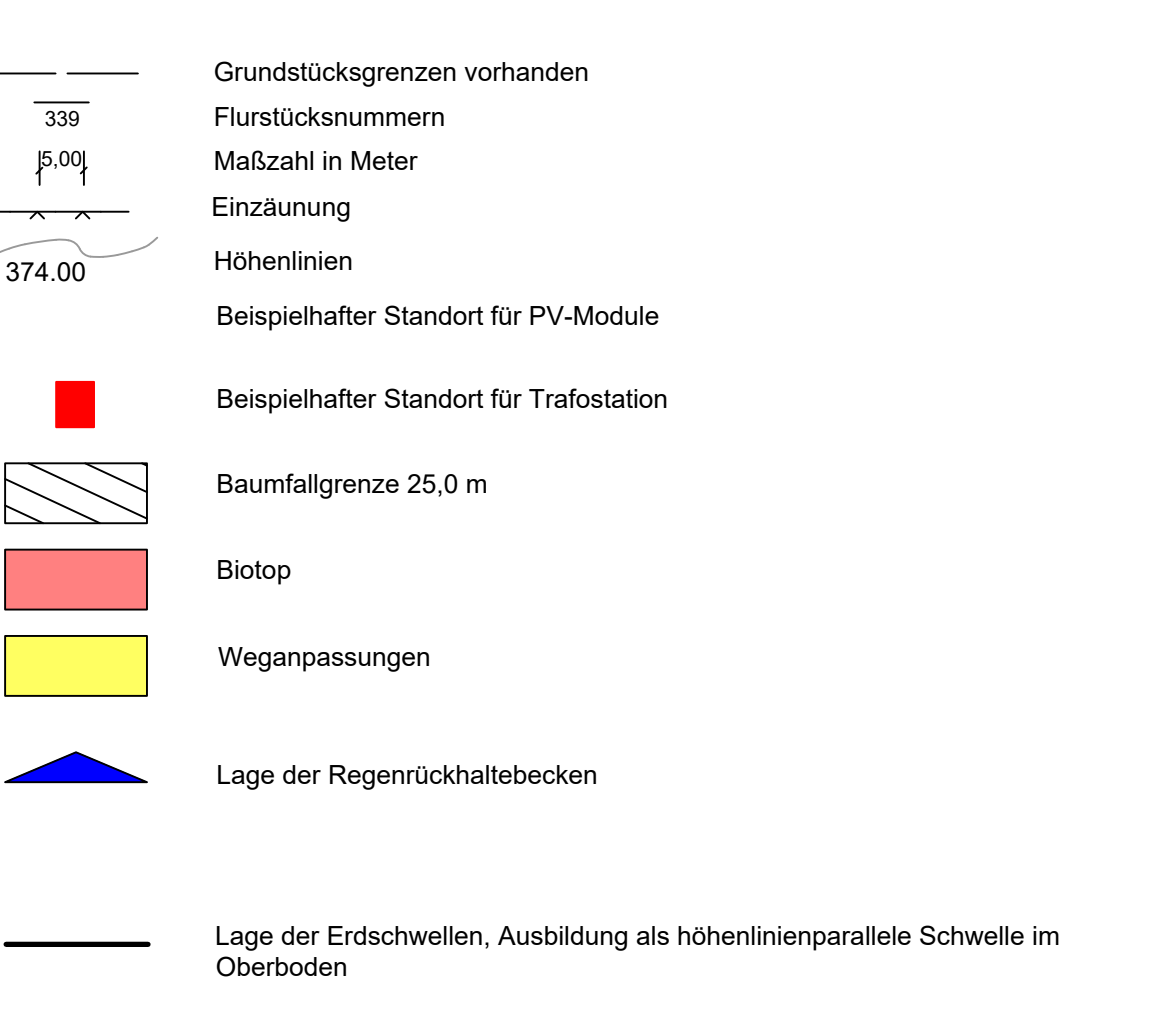 Grundstücksgrenzen vorhanden
339 Flurstücksnummern
5,00 Maßzahl in Meter
Einzäunung
Höhenlinien
374.00
Beispielhafter Standort für PV-Module
Beispielhafter Standort für Trafostation
Baumfallgrenze 25,0 m
Biotop
Weganpassungen
Lage der Regenrückhaltebecken
Lage der Erdschwellen, Ausbildung als höhenlinienparallele Schwelle im
Oberboden